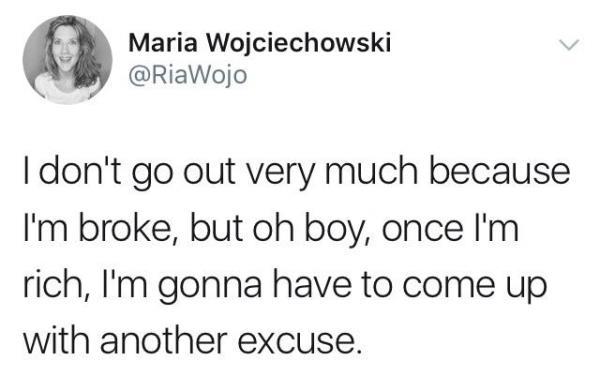 Maria Wojciechowski
@RiaWojo
I don't go out very much because
I'm broke, but oh boy, once I'm
rich, I'm gonna have to come up
with another excuse.